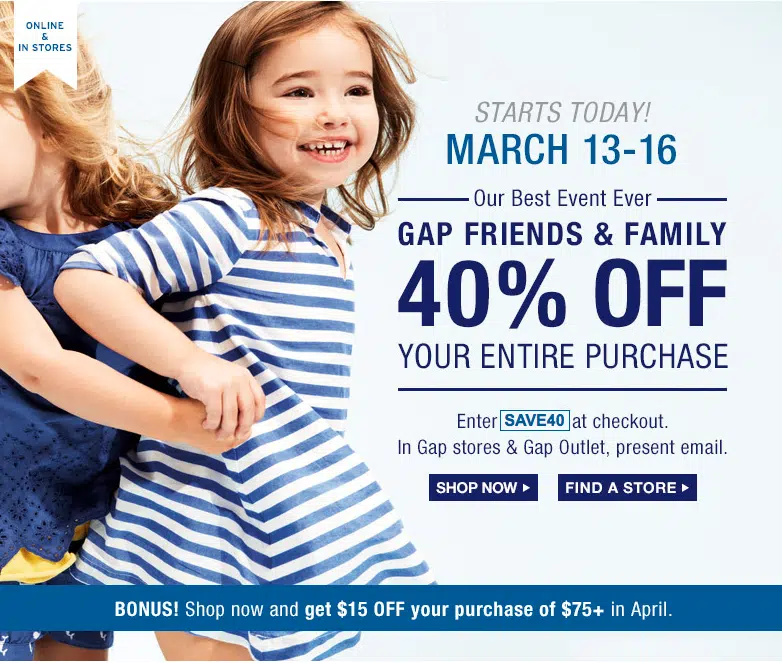 ONLINE
&
IN STORES
STARTS TODAY!
MARCH 13-16
Our Best Event Ever
GAP FRIENDS & FAMILY
40% OFF
YOUR ENTIRE PURCHASE
Enter SAVE40 at checkout.
In Gap stores & Gap Outlet, present email.
SHOP NOW ▸ FIND A STORE ▸
BONUS! Shop now and get $15 OFF your purchase of $75+ in April.